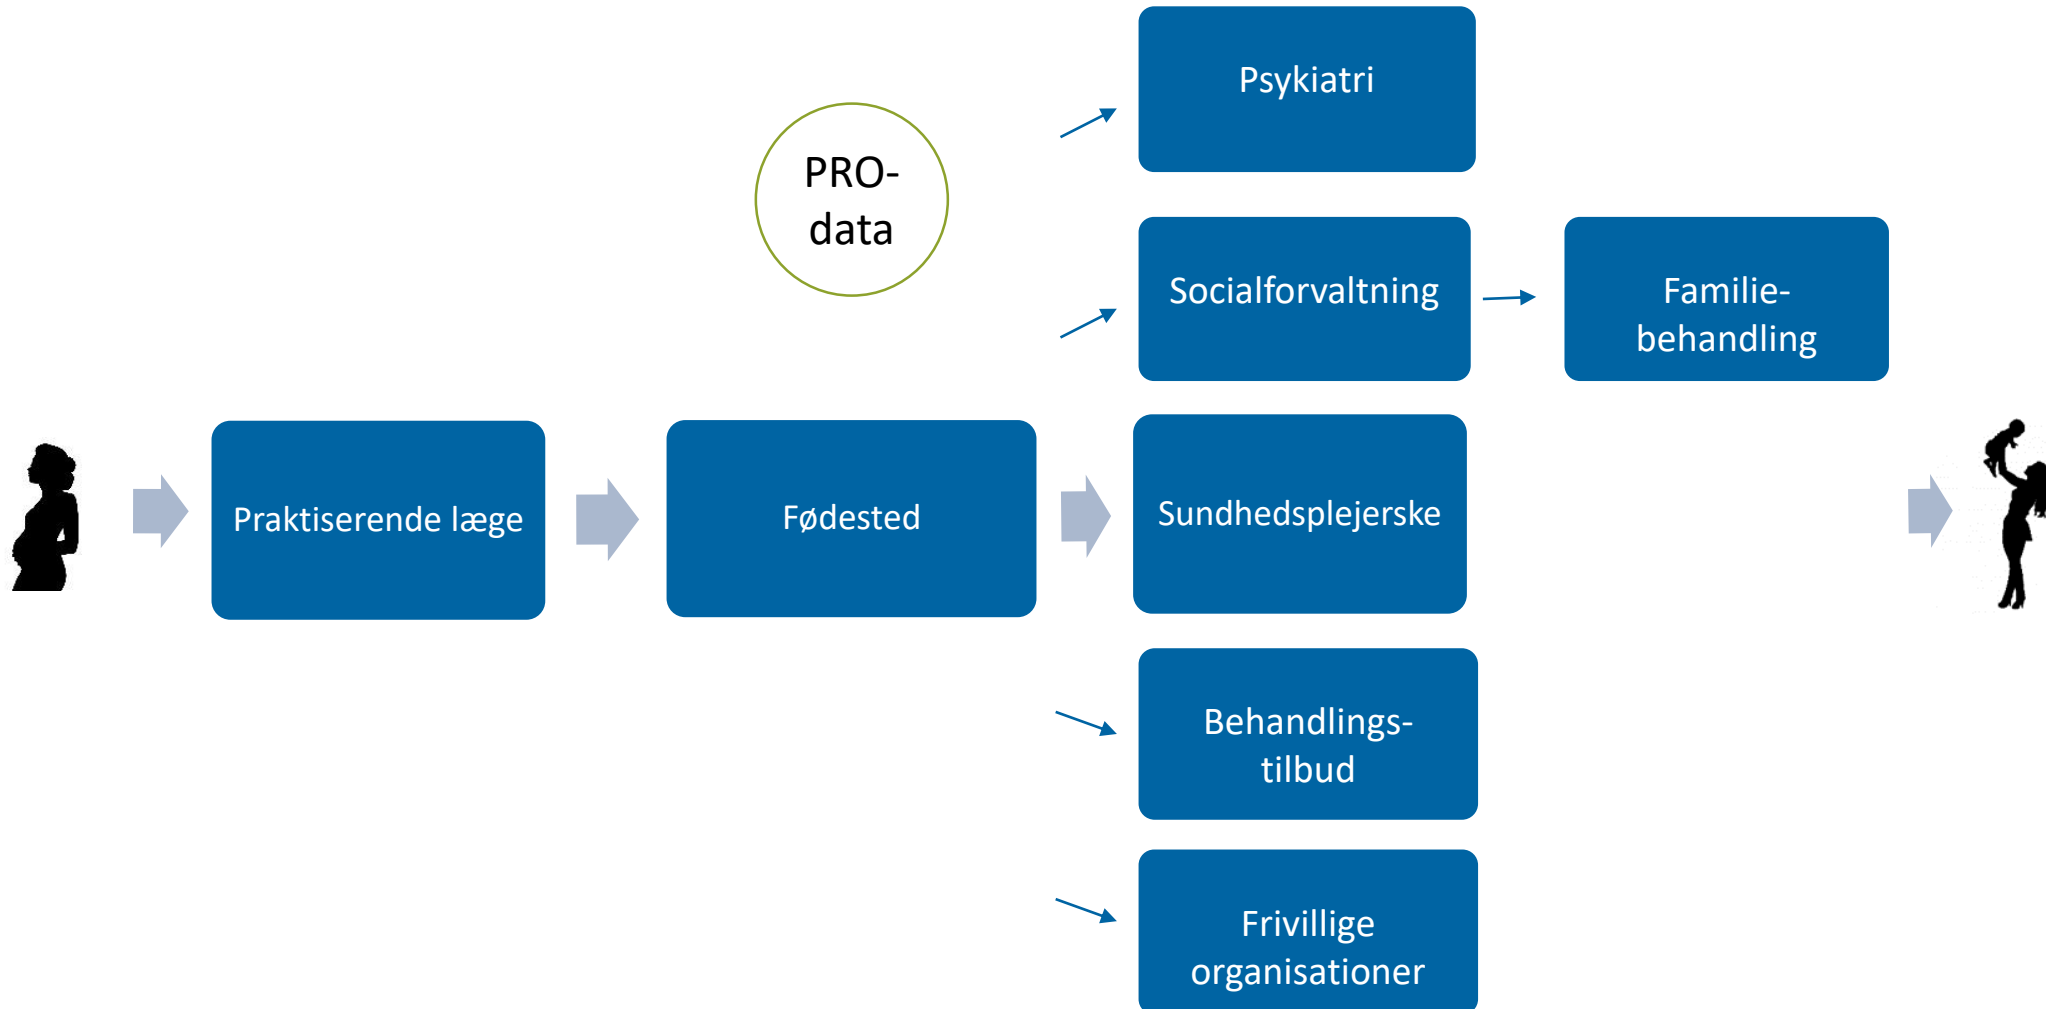 Psykiatri
PRO-
data
Socialforvaltning
Familie-
behandling
Praktiserende læge
Fødested
Sundhedsplejerske
Behandlings-
tilbud
Frivillige
organisationer